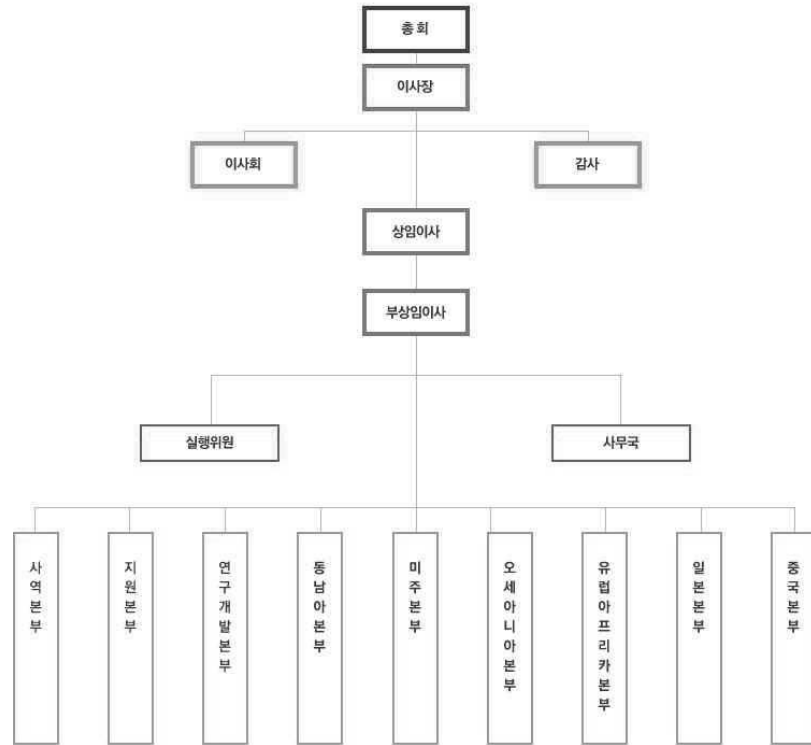 총 회
이사장
이사회
감사
상임이사
부상임이사
실행위원
사무국
사역본부
지원본부
연구개발본부
동남아본부
미주본부
오세아니아본부
유럽아프리카본부
일본본부
중국본부